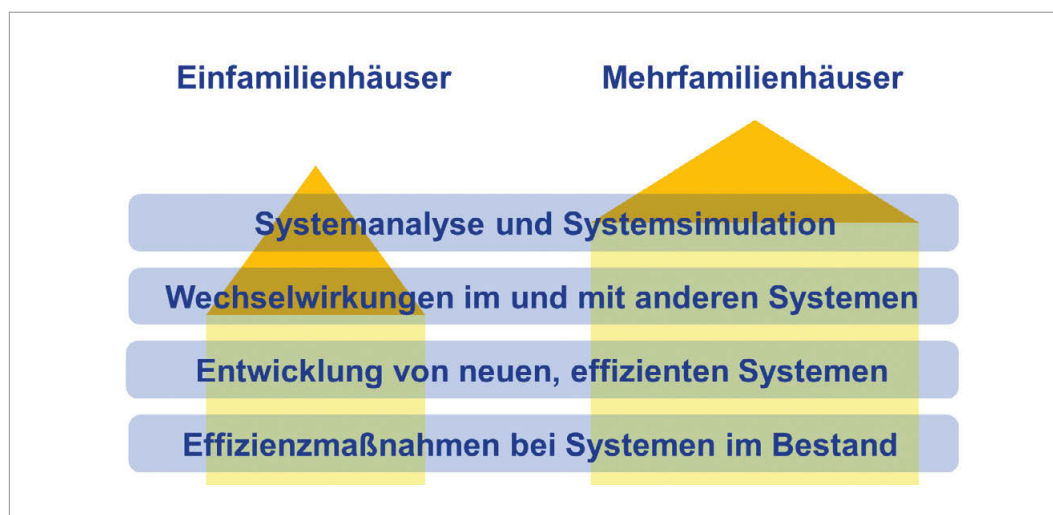 Einfamilienhäuser
Mehrfamilienhäuser
Systemanalyse und Systemsimulation
Wechselwirkungen im und mit anderen Systemen
Entwicklung von neuen, effizienten Systemen
Effizienzmaßnahmen bei Systemen im Bestand